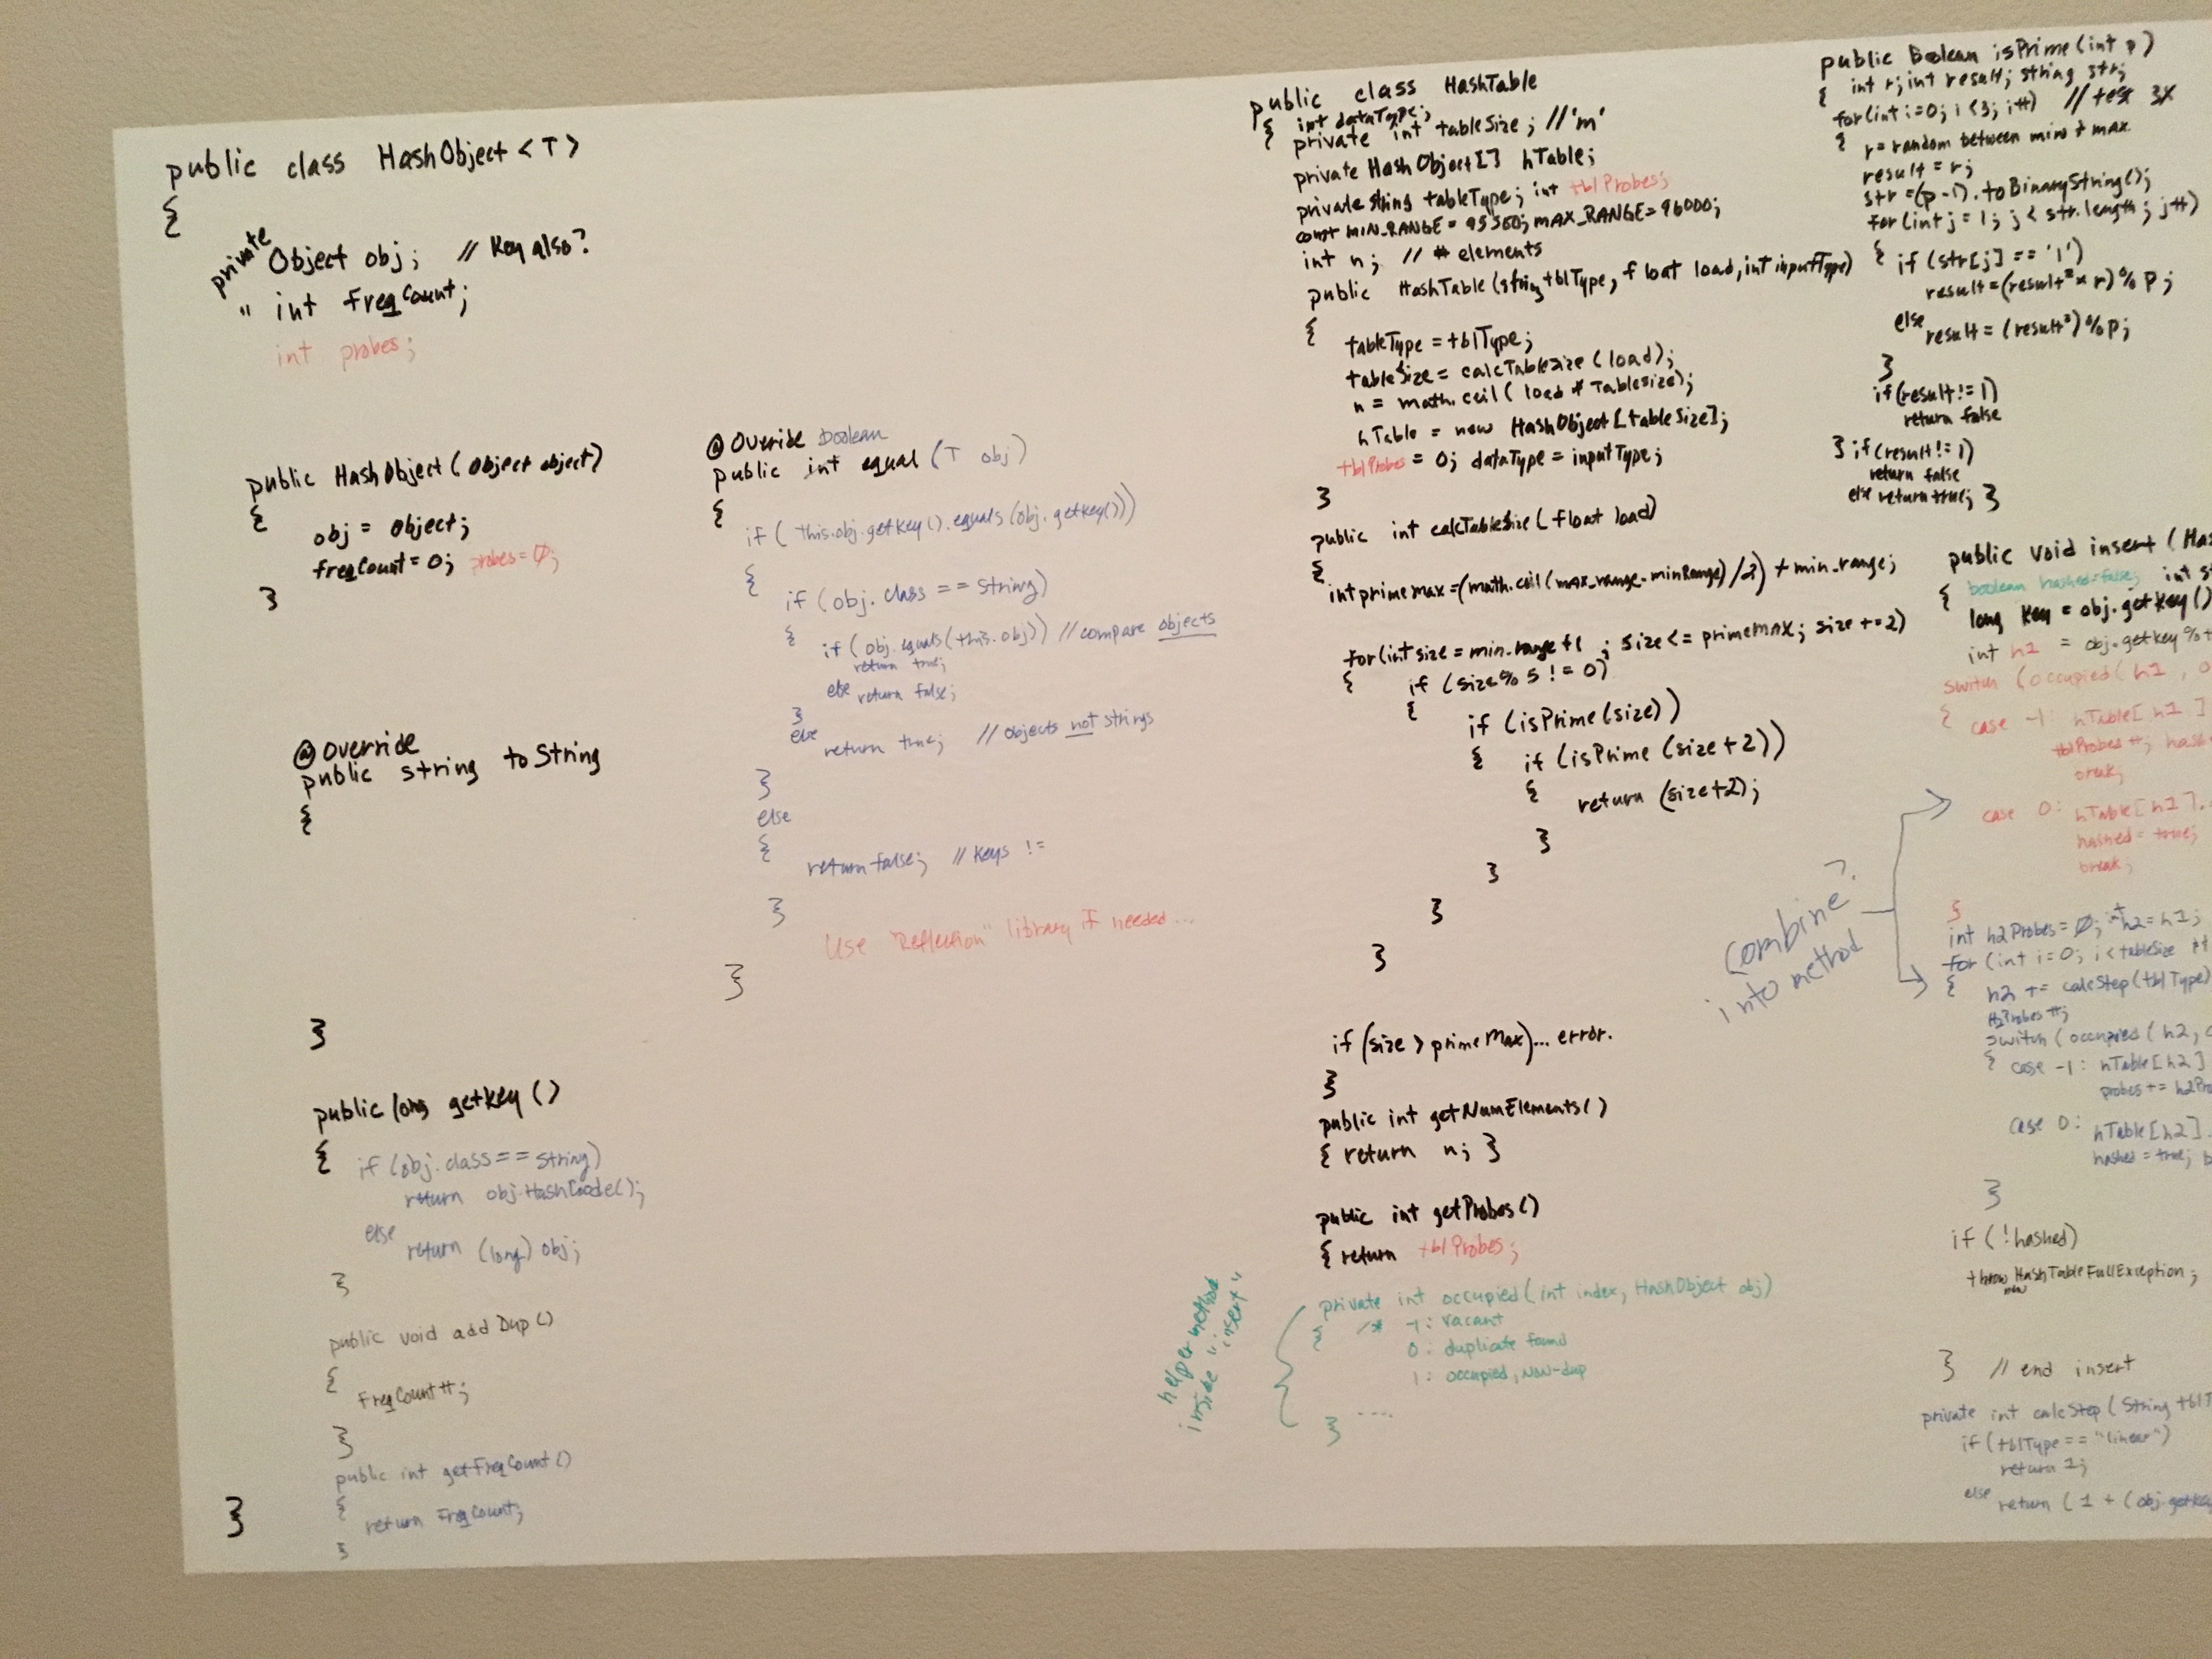 public class HashObject <T>
{
private Object obj; // Key also?
" int freqCount;
int probes;
public HashObject (Object object)
{
obj = object;
freqCount = 0; probes = 0;
}
@Override
public string toString
{
}
public long getkey ()
{ if (obj.class == string)
return obj.HashCode();
else
return (long) obj;
}
public void addDup ()
{
freqCount++;
}
public int getFreqCount ()
{
return FreqCount;
}
}
@Override boolean
public int equal (T obj)
{
if ( this.obj.getKey().equals(obj.getkey()))
{
if (obj.class == string)
{ if (obj.equals(this.obj)) // compare objects
return true;
else return false;
}
else
return true; // objects not strings
}
else
{
return false; // keys !=
}
Use "Reflection" library if needed ...
}
public class HashTable
{ int dataType;
private int tableSize; // 'm'
private HashObject[] hTable;
private string tableType; int tblProbes;
const MIN_RANGE = 95500; MAX_RANGE = 96000;
int n; // # elements
public HashTable (string tblType, float load, int inputType)
{
tableType = tblType;
tableSize = calcTableSize (load);
n = math.ceil ( load * Tablesize);
hTable = new HashObject [tableSize];
tblProbes = 0; dataType = inputType;
}
public int calcTableSize (float load)
{
int primemax = (math.ceil (max_range - minRange) / 2) + min_range;
for (int size = min_range + 1 ; size <= primeMAX; size += 2)
{ if (size % 5 != 0)
{ if (isPrime (size))
{ if (isPrime (size + 2))
{ return (size+2);
}
}
}
}
if (size > primeMax) ... error.
}
public int getNumElements ()
{ return n; }
public int getProbes ()
{ return tblProbes;
helper method
inside "insert"
private int occupied ( int index, HashObject obj)
{ /* -1: vacant
0: duplicate found
1: occupied, NON-dup
} ....
public Boolean isPrime (int p)
{ int r; int result; string str;
for (int i=0; i<3; i++) // test 3X
{ r = random between min + max.
result = r;
str = (p-1).toBinaryString();
for (int j = 1; j < str.length; j++)
{ if (str[j] == '1')
result = (result² * r) % p;
else result = (result²) % p;
}
if (result != 1)
return false
} if (result != 1)
return false
else return true; }
public void insert (Has
{ boolean hashed = false; int
long key = obj.getkey ()
int h1 = obj.getkey %
switch (occupied ( h1 , o
{ case -1: hTable[ h1 ]
tblProbes ++; hash
break;
case 0: hTable [h1].
hashed = true;
break;
}
combine?
into method
int h2Probes = 0; int h2 = h1;
for (int i=0; i < tableSize
{ h2 += calcStep (tblType)
h2Probes ++;
switch (occupied ( h2,
{ case -1: hTable [h2]
probes += h2Pro
case 0: hTable [h2].
hashed = true; b
}
if ( !hashed)
throw new HashTableFullException;
} // end insert
private int calcStep ( String tblT
if (tblType == "linear")
return 1;
else return ( 1 + ( obj.getkey